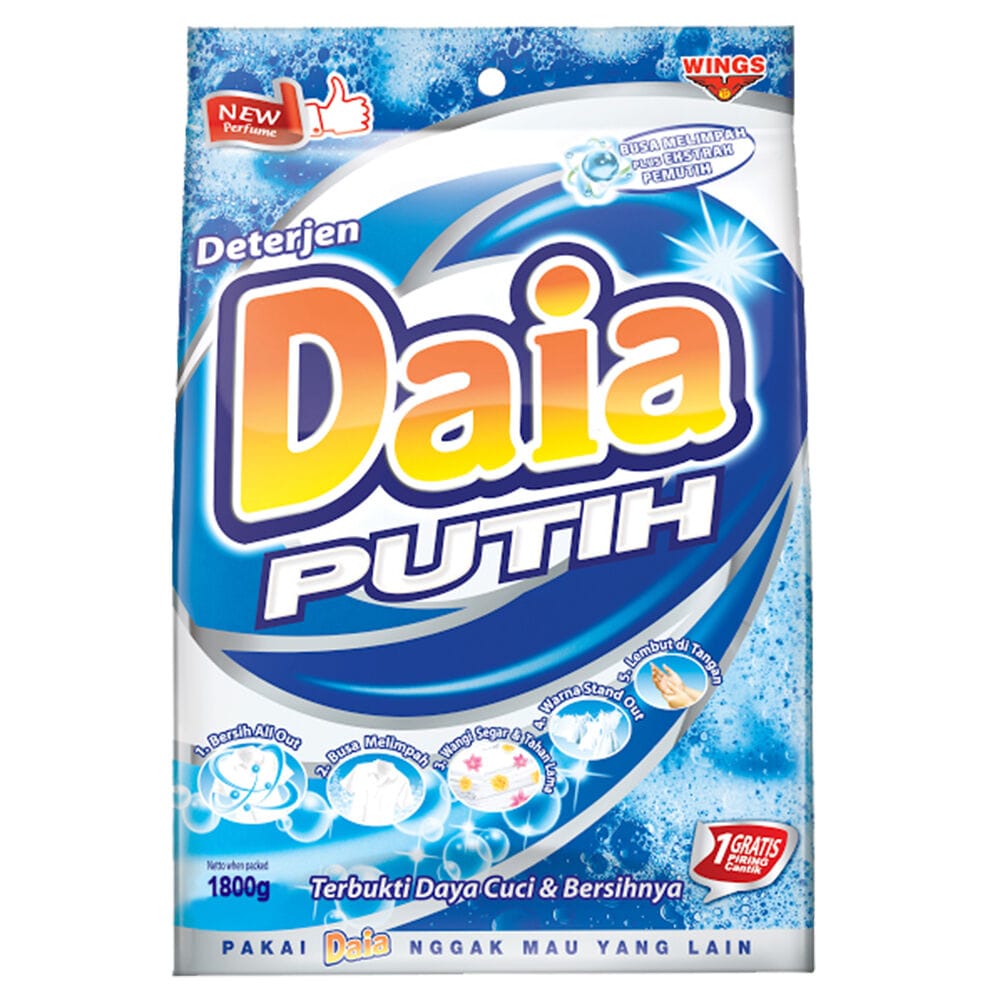 NEW
Perfume
WINGS
BUSA MELIMPAH
PLUS EKSTRAK
PEMUTIH
Deterjen
Daia
PUTIH
1. Bersih All Out
2. Busa Melimpah
3. Wangi Segar & Tahan Lama
4. Warna Stand Out
5. Lembut di Tangan
Netto when packed
1800g
Terbukti Daya Cuci & Bersihnya
1 GRATIS
PIRING
Cantik
PAKAI Daia NGGAK MAU YANG LAIN